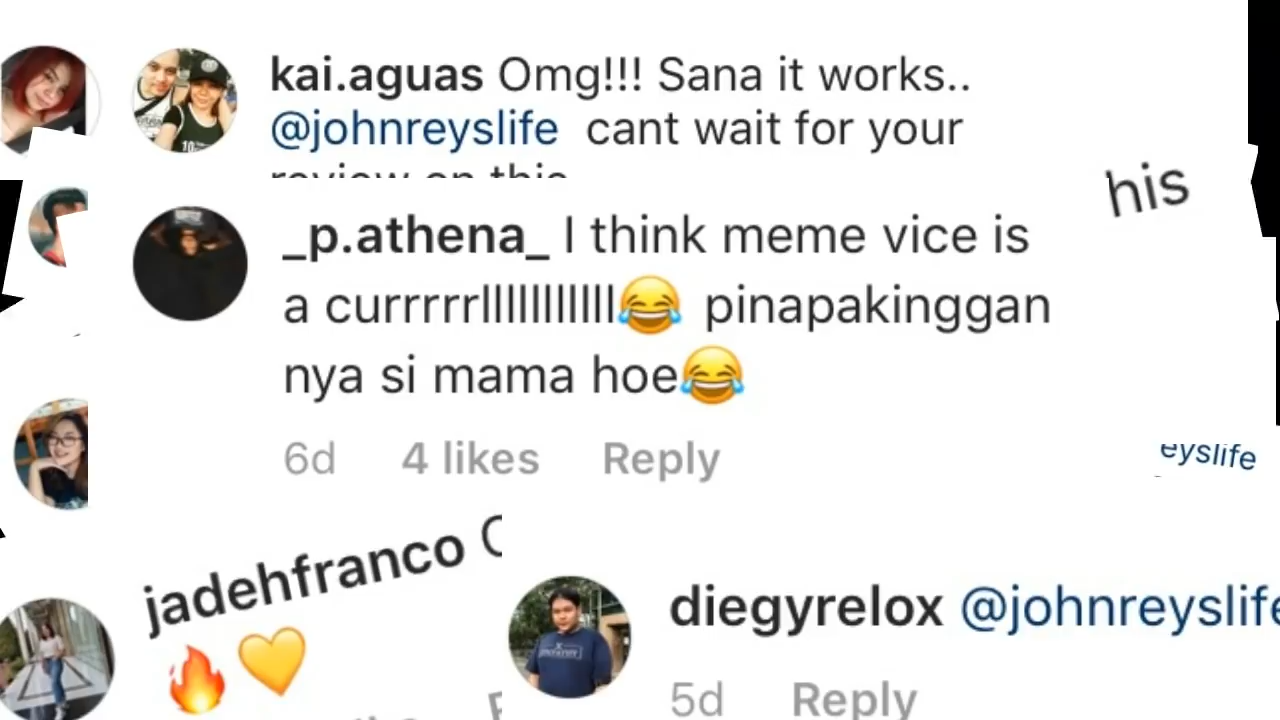 kai.aguas Omg!!! Sana it works..
@johnreyslife cant wait for your
review on this
his
_p.athena_ I think meme vice is
a currrrrlllllllllll😂 pinapakinggan
nya si mama hoe😂
6d 4 likes Reply
eyslife
jadehfranco
🔥💛
diegyrelox @johnreyslife
5d Reply